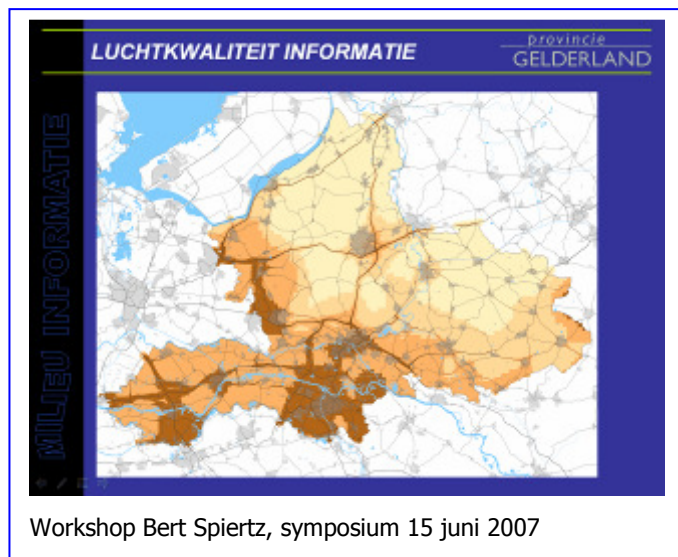 LUCHTKWALITEIT INFORMATIE
provincie
GELDERLAND
MILIEU INFORMATIE
Workshop Bert Spiertz, symposium 15 juni 2007